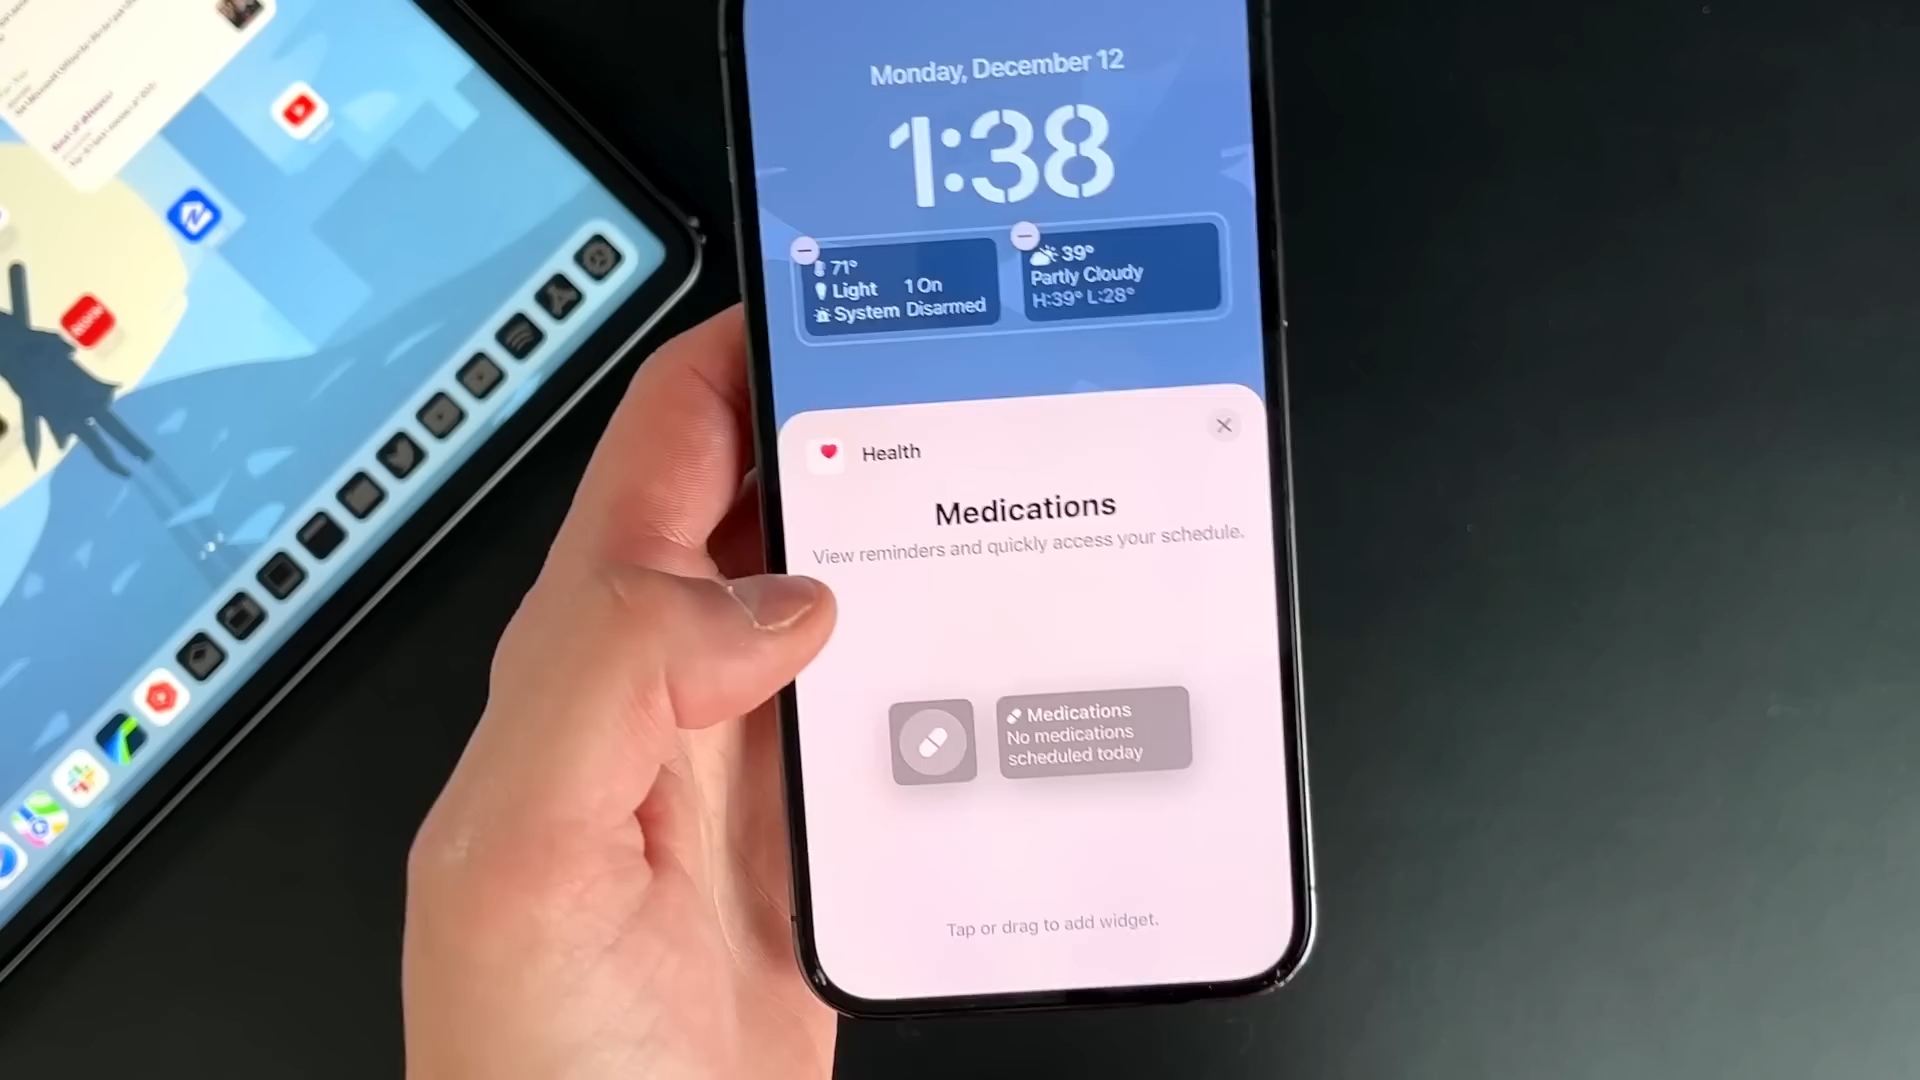 Monday, December 12
1:38
71°
Light 1 On
System Disarmed
39°
Partly Cloudy
H:39° L:28°
Health
Medications
View reminders and quickly access your schedule.
Medications
No medications
scheduled today
Tap or drag to add widget.